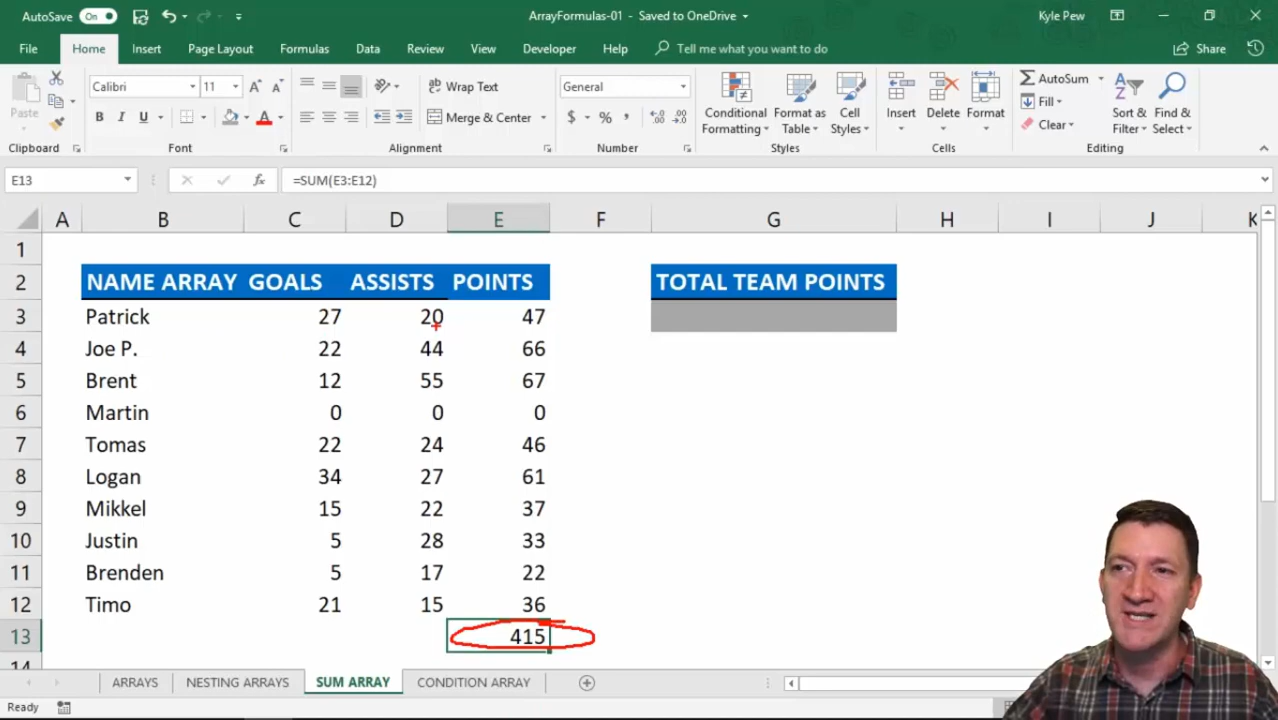 AutoSave On
ArrayFormulas-01 - Saved to OneDrive
Kyle Pew
File Home Insert Page Layout Formulas Data Review View Developer Help Tell me what you want to do Share
Paste
Calibri 11
B I U A
Wrap Text
Merge & Center
General
$ % ,
Conditional Formatting
Format as Table
Cell Styles
Insert
Delete
Format
AutoSum
Fill
Clear
Sort & Filter
Find & Select
Clipboard Font Alignment Number Styles Cells Editing
E13 fx =SUM(E3:E12)
A B C D E F G H I J K
1
2 NAME ARRAY GOALS ASSISTS POINTS TOTAL TEAM POINTS
3 Patrick 27 20 47
4 Joe P. 22 44 66
5 Brent 12 55 67
6 Martin 0 0 0
7 Tomas 22 24 46
8 Logan 34 27 61
9 Mikkel 15 22 37
10 Justin 5 28 33
11 Brenden 5 17 22
12 Timo 21 15 36
13 415
14
ARRAYS NESTING ARRAYS SUM ARRAY CONDITION ARRAY
Ready